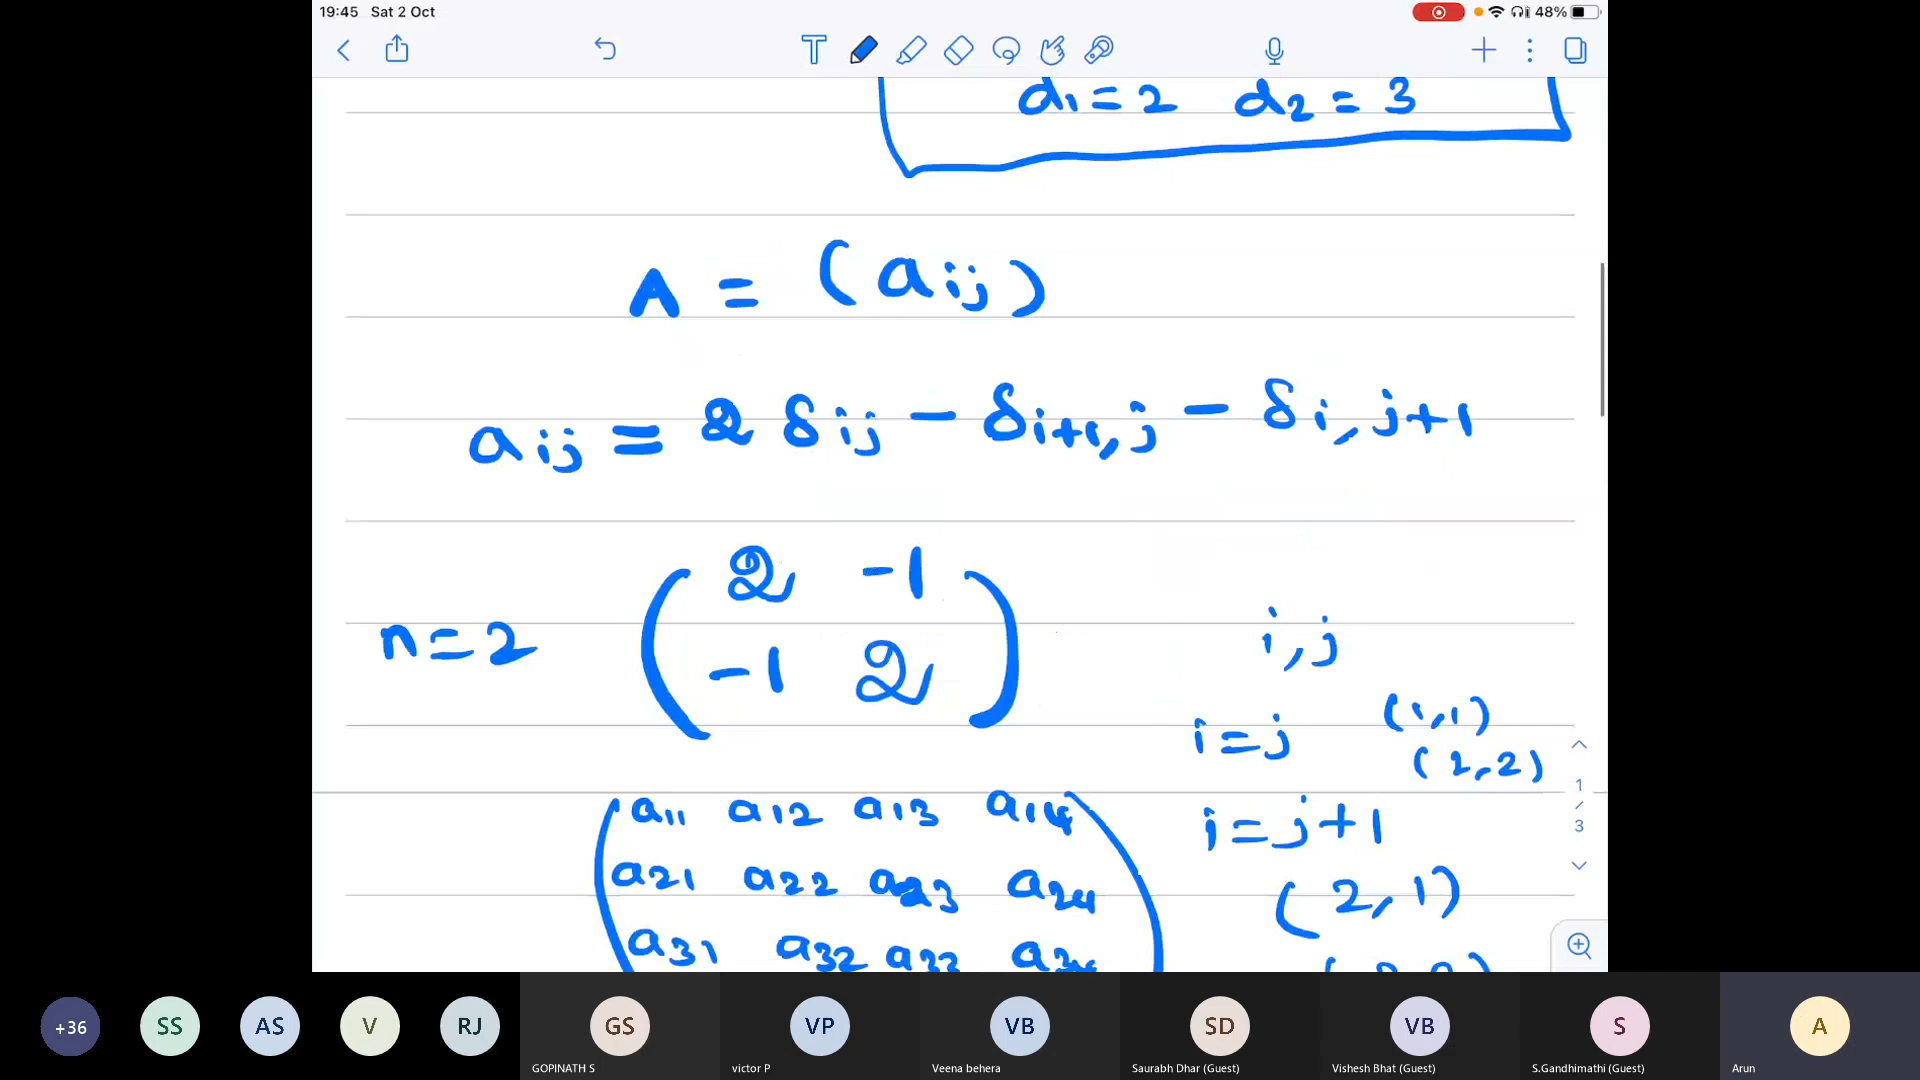 19:45 Sat 2 Oct
48%
d1 = 2 d2 = 3
A = (aij)
aij = 2 δij - δi+1,j - δi,j+1
n=2
2 -1
-1 2
i,j
i=j
(1,1)
(2,2)
1
3
a11 a12 a13 a14
i=j+1
a21 a22 a23 a24
(2,1)
a31 a32 a33
+36 SS AS V RJ GS VP VB SD VB S A
GOPINATH S victor P Veena behera Saurabh Dhar (Guest) Vishesh Bhat (Guest) S.Gandhimathi (Guest) Arun